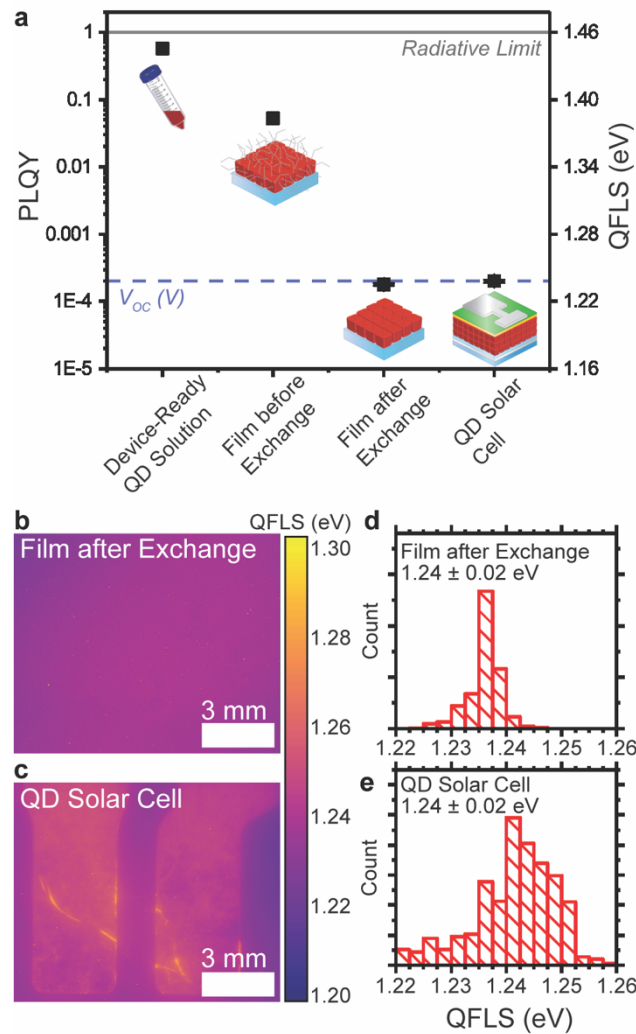 a
1
0.1
0.01
0.001
1E-4
1E-5
PLQY
Radiative Limit
V_OC (V)
1.46
1.40
1.34
1.28
1.22
1.16
QFLS (eV)
Device-Ready
QD Solution
Film before
Exchange
Film after
Exchange
QD Solar
Cell
b
Film after Exchange
3 mm
c
QD Solar Cell
3 mm
QFLS (eV)
1.30
1.28
1.26
1.24
1.22
1.20
d
Film after Exchange
1.24 ± 0.02 eV
Count
1.22 1.23 1.24 1.25 1.26
e
QD Solar Cell
1.24 ± 0.02 eV
Count
1.22 1.23 1.24 1.25 1.26
QFLS (eV)